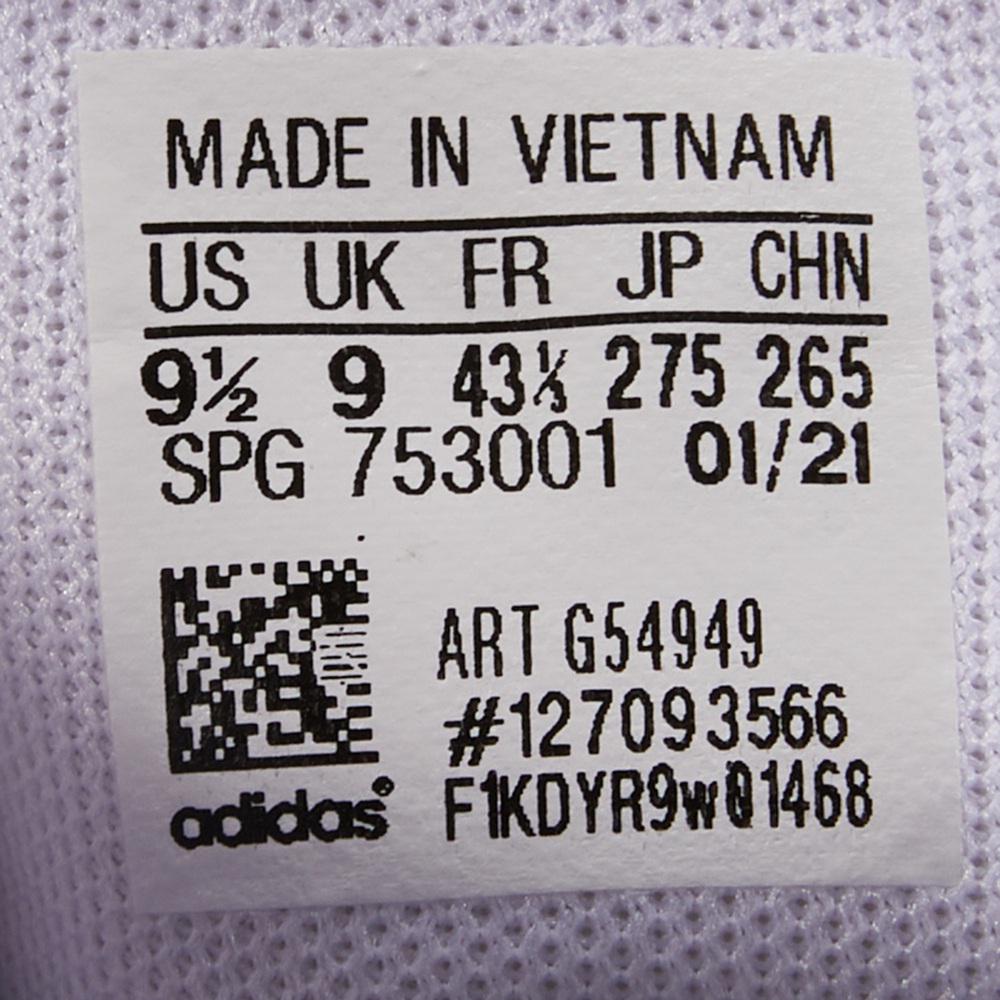 MADE IN VIETNAM
US UK FR JP CHN
9½ 9 43⅓ 275 265
SPG 753001 01/21
ART G54949
#127093566
F1KDYR9w01468
adidas®